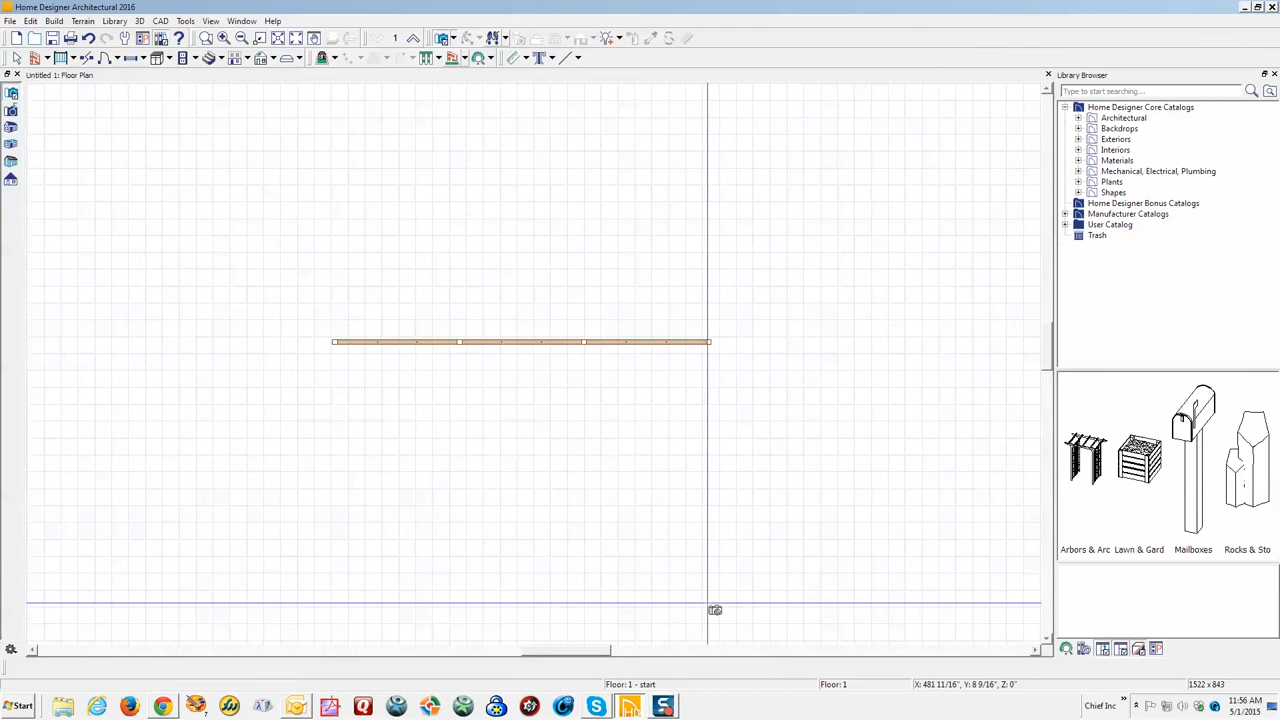 Home Designer Architectural 2016
File Edit Build Terrain Library 3D CAD Tools View Window Help
1
Untitled 1: Floor Plan
Library Browser
Type to start searching...
Home Designer Core Catalogs
Architectural
Backdrops
Exteriors
Interiors
Materials
Mechanical, Electrical, Plumbing
Plants
Shapes
Home Designer Bonus Catalogs
Manufacturer Catalogs
User Catalog
Trash
Arbors & Arc Lawn & Gard Mailboxes Rocks & Sto
Floor: 1 - start Floor: 1 X: 481 11/16", Y: 8 9/16", Z: 0" 1522 x 843
Start
Chief Inc »
11:56 AM
5/1/2015